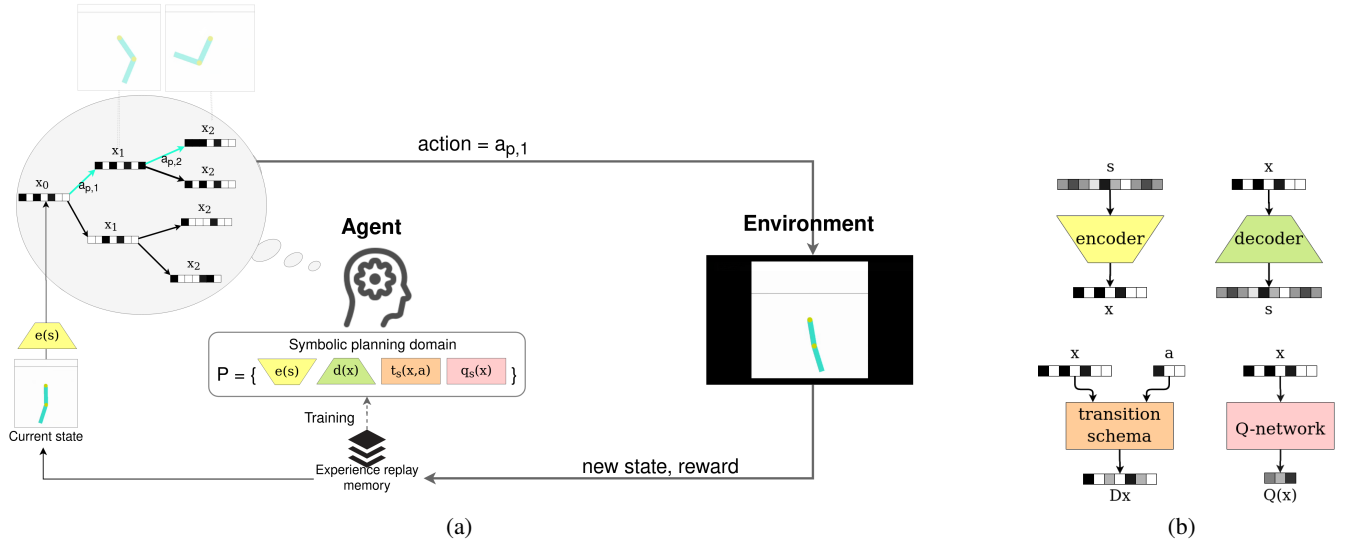 x2
x1
x2
ap,2
x0
ap,1
x2
x1
x2
action = ap,1
Agent
Environment
e(s)
Current state
Symbolic planning domain
P = { e(s) d(x) ts(x,a) qs(x) }
Training
Experience replay
memory
new state, reward
(a)
s
x
encoder
decoder
x
s
x
a
x
transition
schema
Q-network
Dx
Q(x)
(b)